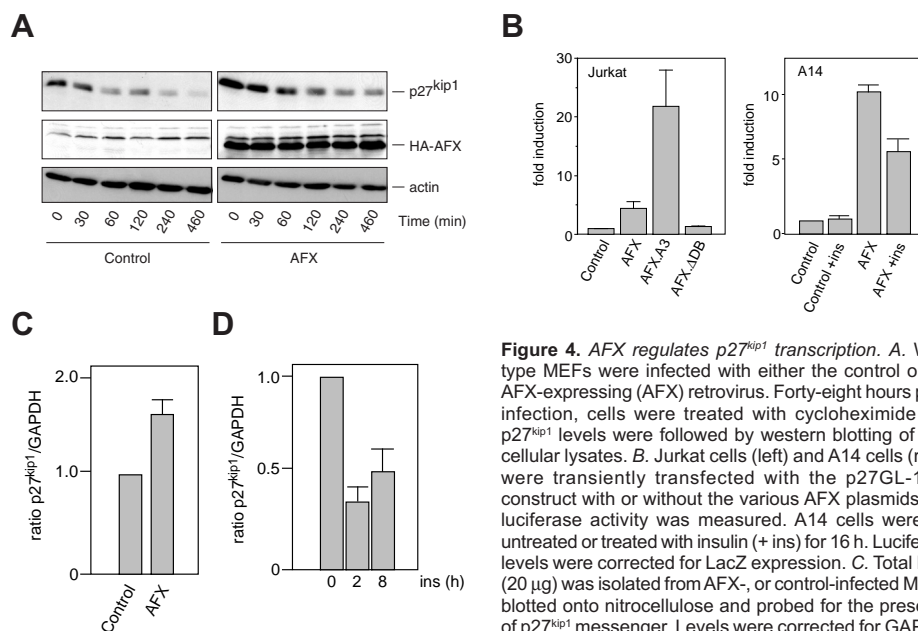 A
p27kip1
HA-AFX
actin
0 30 60 120 240 460 0 30 60 120 240 460 Time (min)
Control AFX
B
30
20
10
0
fold induction
Jurkat
Control AFX AFX.A3 AFX.ΔDB
10
5
0
fold induction
A14
Control Control +ins AFX AFX +ins
C
2.0
1.0
0
ratio p27kip1/GAPDH
Control AFX
D
1.0
0.5
0
ratio p27kip1/GAPDH
0 2 8 ins (h)
Figure 4. AFX regulates p27kip1 transcription. A.
type MEFs were infected with either the control
AFX-expressing (AFX) retrovirus. Forty-eight hours
infection, cells were treated with cycloheximide
p27kip1 levels were followed by western blotting of
cellular lysates. B. Jurkat cells (left) and A14 cells
were transiently transfected with the p27GL-1
construct with or without the various AFX plasmids
luciferase activity was measured. A14 cells were
untreated or treated with insulin (+ ins) for 16 h.
levels were corrected for LacZ expression. C. Total
(20 µg) was isolated from AFX-, or control-infected
blotted onto nitrocellulose and probed for the
of p27kip1 messenger. Levels were corrected for